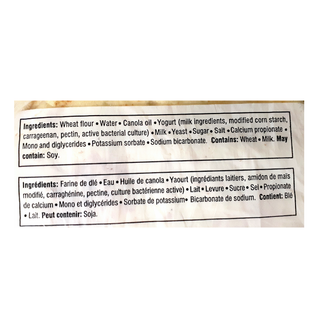 Ingredients: Wheat flour • Water • Canola oil • Yogurt (milk ingredients, modified corn starch,
carrageenan, pectin, active bacterial culture) • Milk • Yeast • Sugar • Salt • Calcium propionate •
Mono and diglycerides • Potassium sorbate • Sodium bicarbonate. Contains: Wheat • Milk. May
contain: Soy.
Ingrédients: Farine de dlé • Eau • Huile de canola • Yaourt (ingrédiants laitiers, amidon de maïs
modifié, carraghénine, pectine, culture bactérienne active) • Lait • Levure • Sucre • Sel • Propionate
de calcium • Mono et diglycérides • Sorbate de potassium • Bicarbonate de sodium. Contient: Blé
• Lait. Peut contenir: Soja.